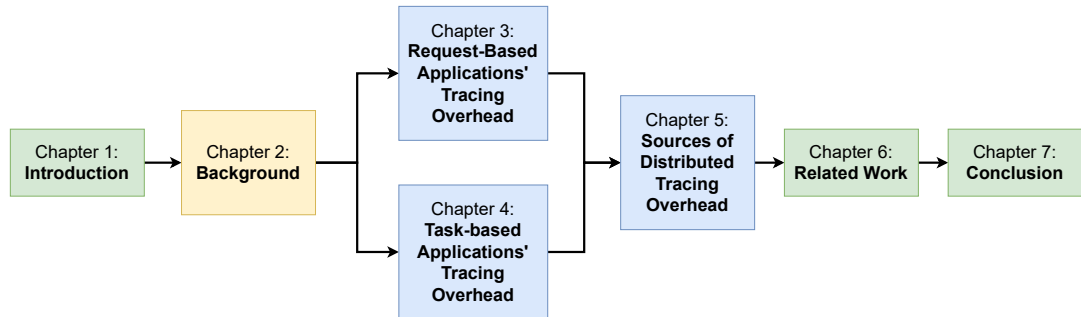 Chapter 1:
Introduction
Chapter 2:
Background
Chapter 3:
Request-Based
Applications'
Tracing
Overhead
Chapter 4:
Task-based
Applications'
Tracing
Overhead
Chapter 5:
Sources of
Distributed
Tracing
Overhead
Chapter 6:
Related Work
Chapter 7:
Conclusion